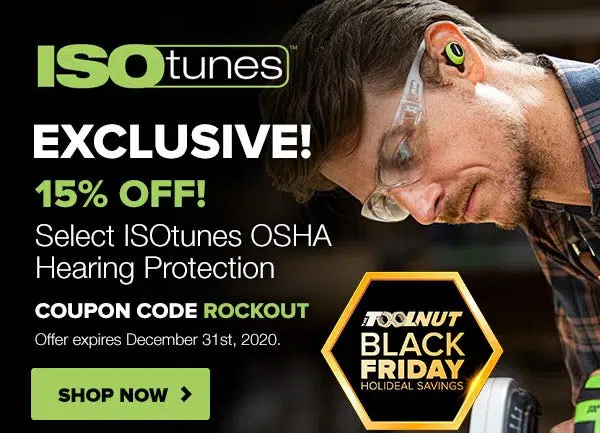 ISOtunes™
EXCLUSIVE!
15% OFF!
Select ISOtunes OSHA
Hearing Protection
COUPON CODE ROCKOUT
Offer expires December 31st, 2020.
SHOP NOW >
TOOLNUT
BLACK
FRIDAY
HOLIDEAL SAVINGS